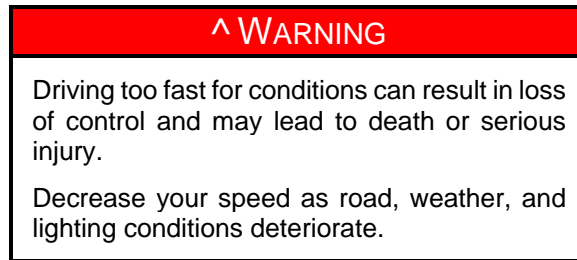 ^ WARNING
Driving too fast for conditions can result in loss
of control and may lead to death or serious
injury.
Decrease your speed as road, weather, and
lighting conditions deteriorate.